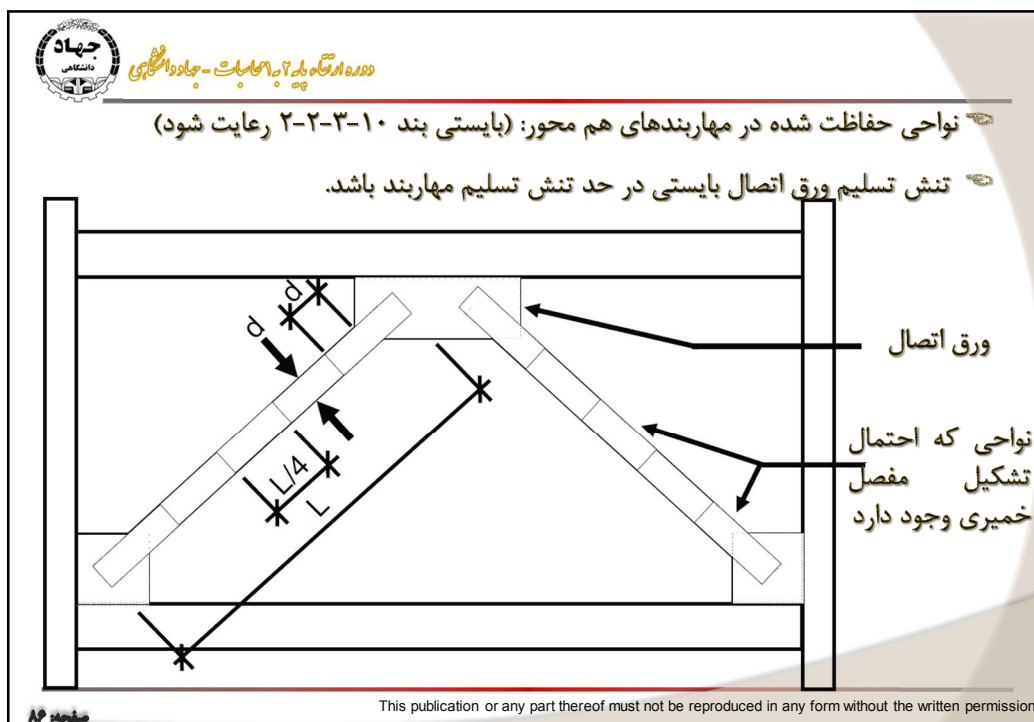 جهاد
دانشگاهی
دوره ارتقاء پایه ۲ به ۱ محاسبات - جهاد دانشگاهی
نواحی حفاظت شده در مهاربندهای هم محور: (بایستی بند ۱۰-۳-۲-۲ رعایت شود)
تنش تسلیم ورق اتصال بایستی در حد تنش تسلیم مهاربند باشد.
d
d
L/4
L
ورق اتصال
نواحی که احتمال
تشکیل مفصل
خمیری وجود دارد
This publication or any part thereof must not be reproduced in any form without the written permission
صفحه: ۸۶